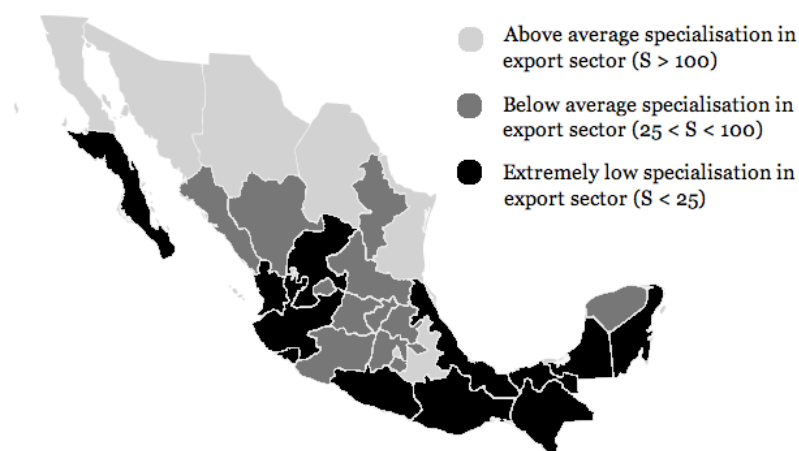 Above average specialisation in
export sector (S > 100)
Below average specialisation in
export sector (25 < S < 100)
Extremely low specialisation in
export sector (S < 25)